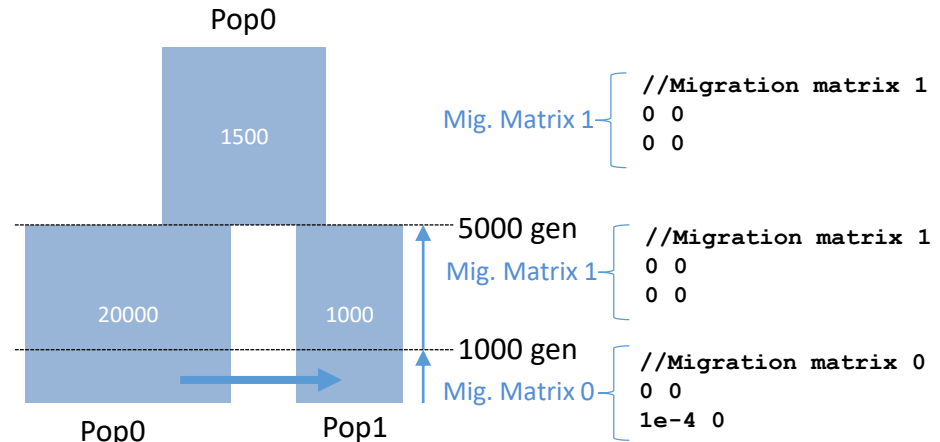 Pop0
1500
Mig. Matrix 1
//Migration matrix 1
0 0
0 0
5000 gen
Mig. Matrix 1
//Migration matrix 1
0 0
0 0
20000
1000
1000 gen
Mig. Matrix 0
//Migration matrix 0
0 0
1e-4 0
Pop0
Pop1